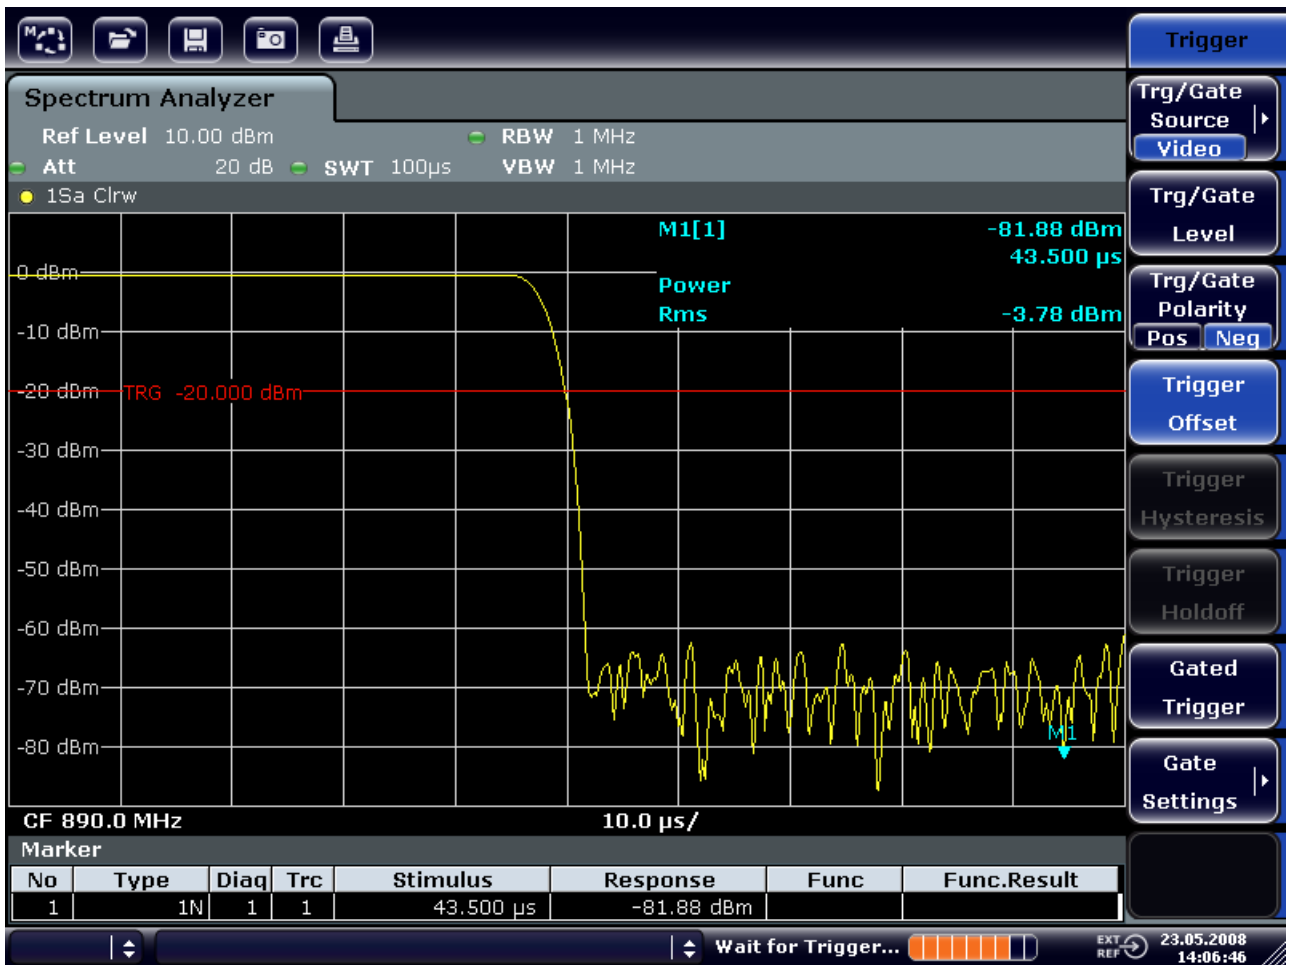 M
Trigger
Spectrum Analyzer
Ref Level 10.00 dBm RBW 1 MHz
Att 20 dB SWT 100µs VBW 1 MHz
1Sa Clrw
M1[1] -81.88 dBm
43.500 µs
Power
Rms -3.78 dBm
0 dBm
-10 dBm
-20 dBm
TRG -20.000 dBm
-30 dBm
-40 dBm
-50 dBm
-60 dBm
-70 dBm
-80 dBm
M1
CF 890.0 MHz 10.0 µs/
Marker
No Type Diaq Trc Stimulus Response Func Func.Result
1 1N 1 1 43.500 µs -81.88 dBm
Wait for Trigger...
EXT REF
23.05.2008
14:06:46
Trg/Gate
Source
Video
Trg/Gate
Level
Trg/Gate
Polarity
Pos Neg
Trigger
Offset
Trigger
Hysteresis
Trigger
Holdoff
Gated
Trigger
Gate
Settings